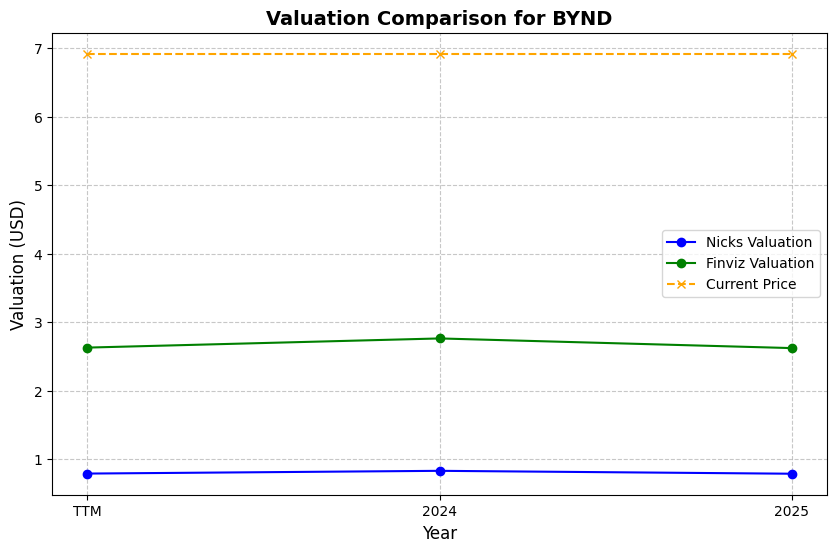 Valuation Comparison for BYND
Valuation (USD)
7
6
5
4
3
2
1
Nicks Valuation
Finviz Valuation
Current Price
TTM
2024
2025
Year